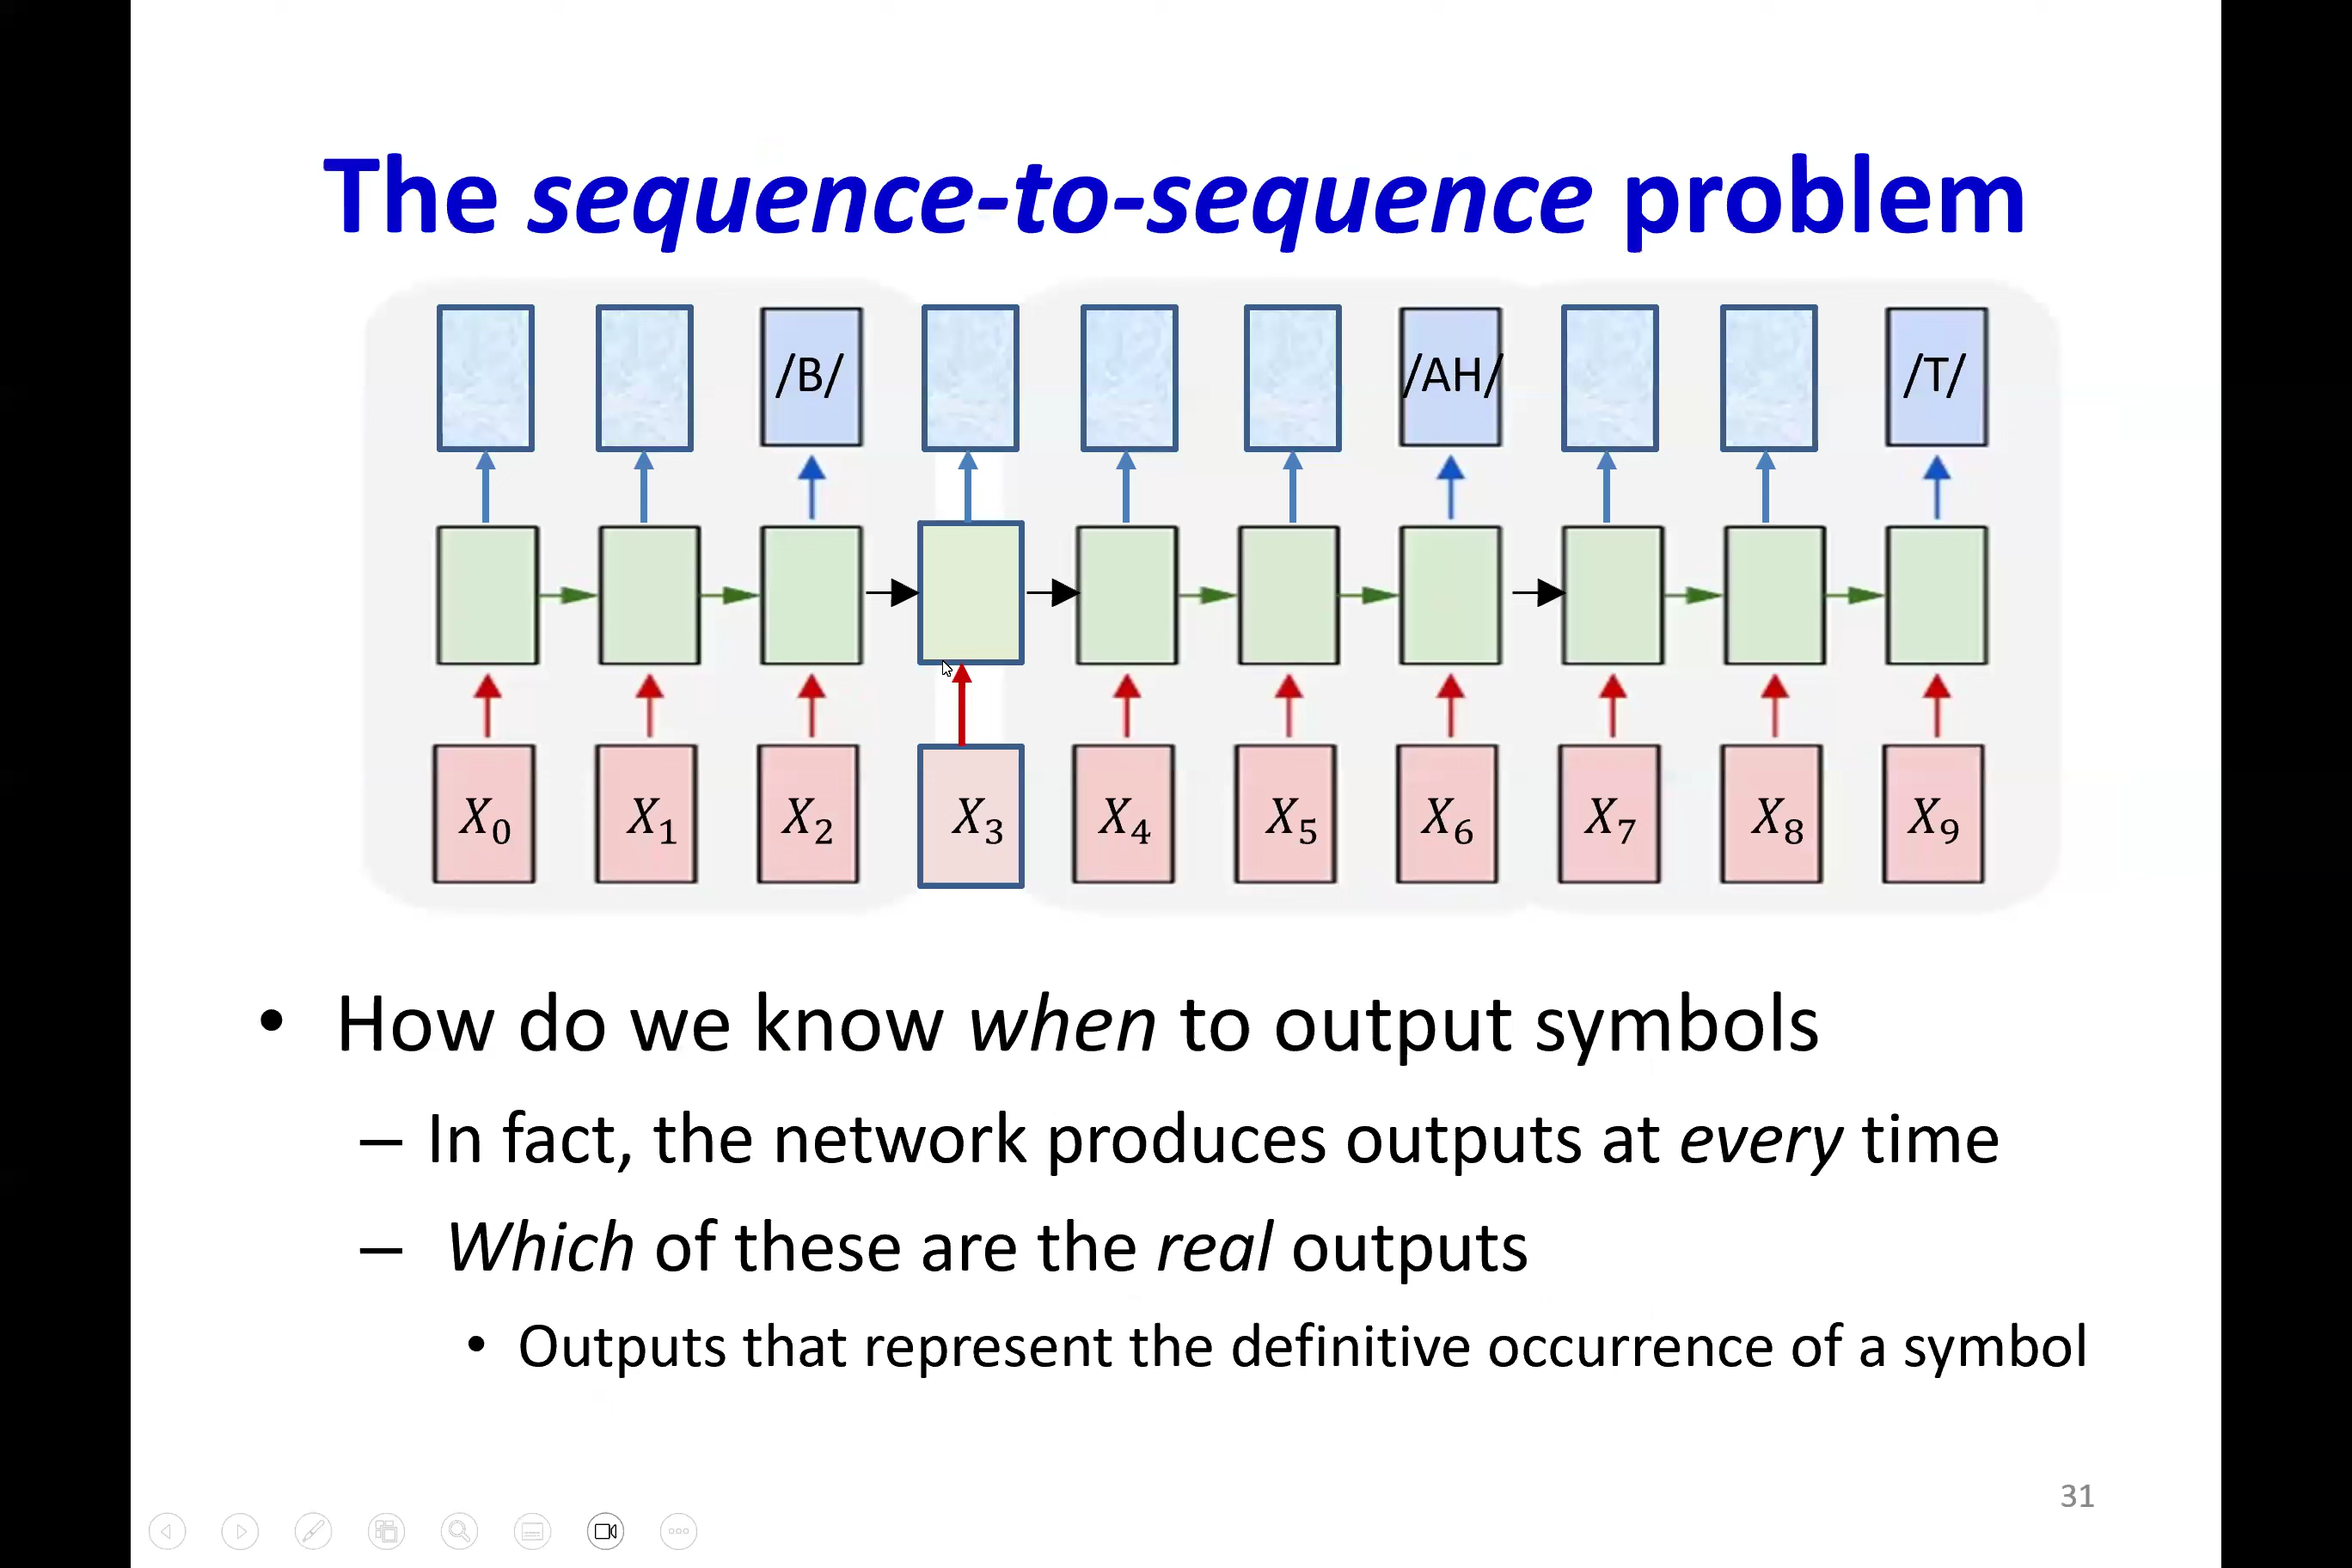 The sequence-to-sequence problem
/B/ /AH/ /T/
X0 X1 X2 X3 X4 X5 X6 X7 X8 X9
• How do we know when to output symbols
– In fact, the network produces outputs at every time
– Which of these are the real outputs
• Outputs that represent the definitive occurrence of a symbol
31